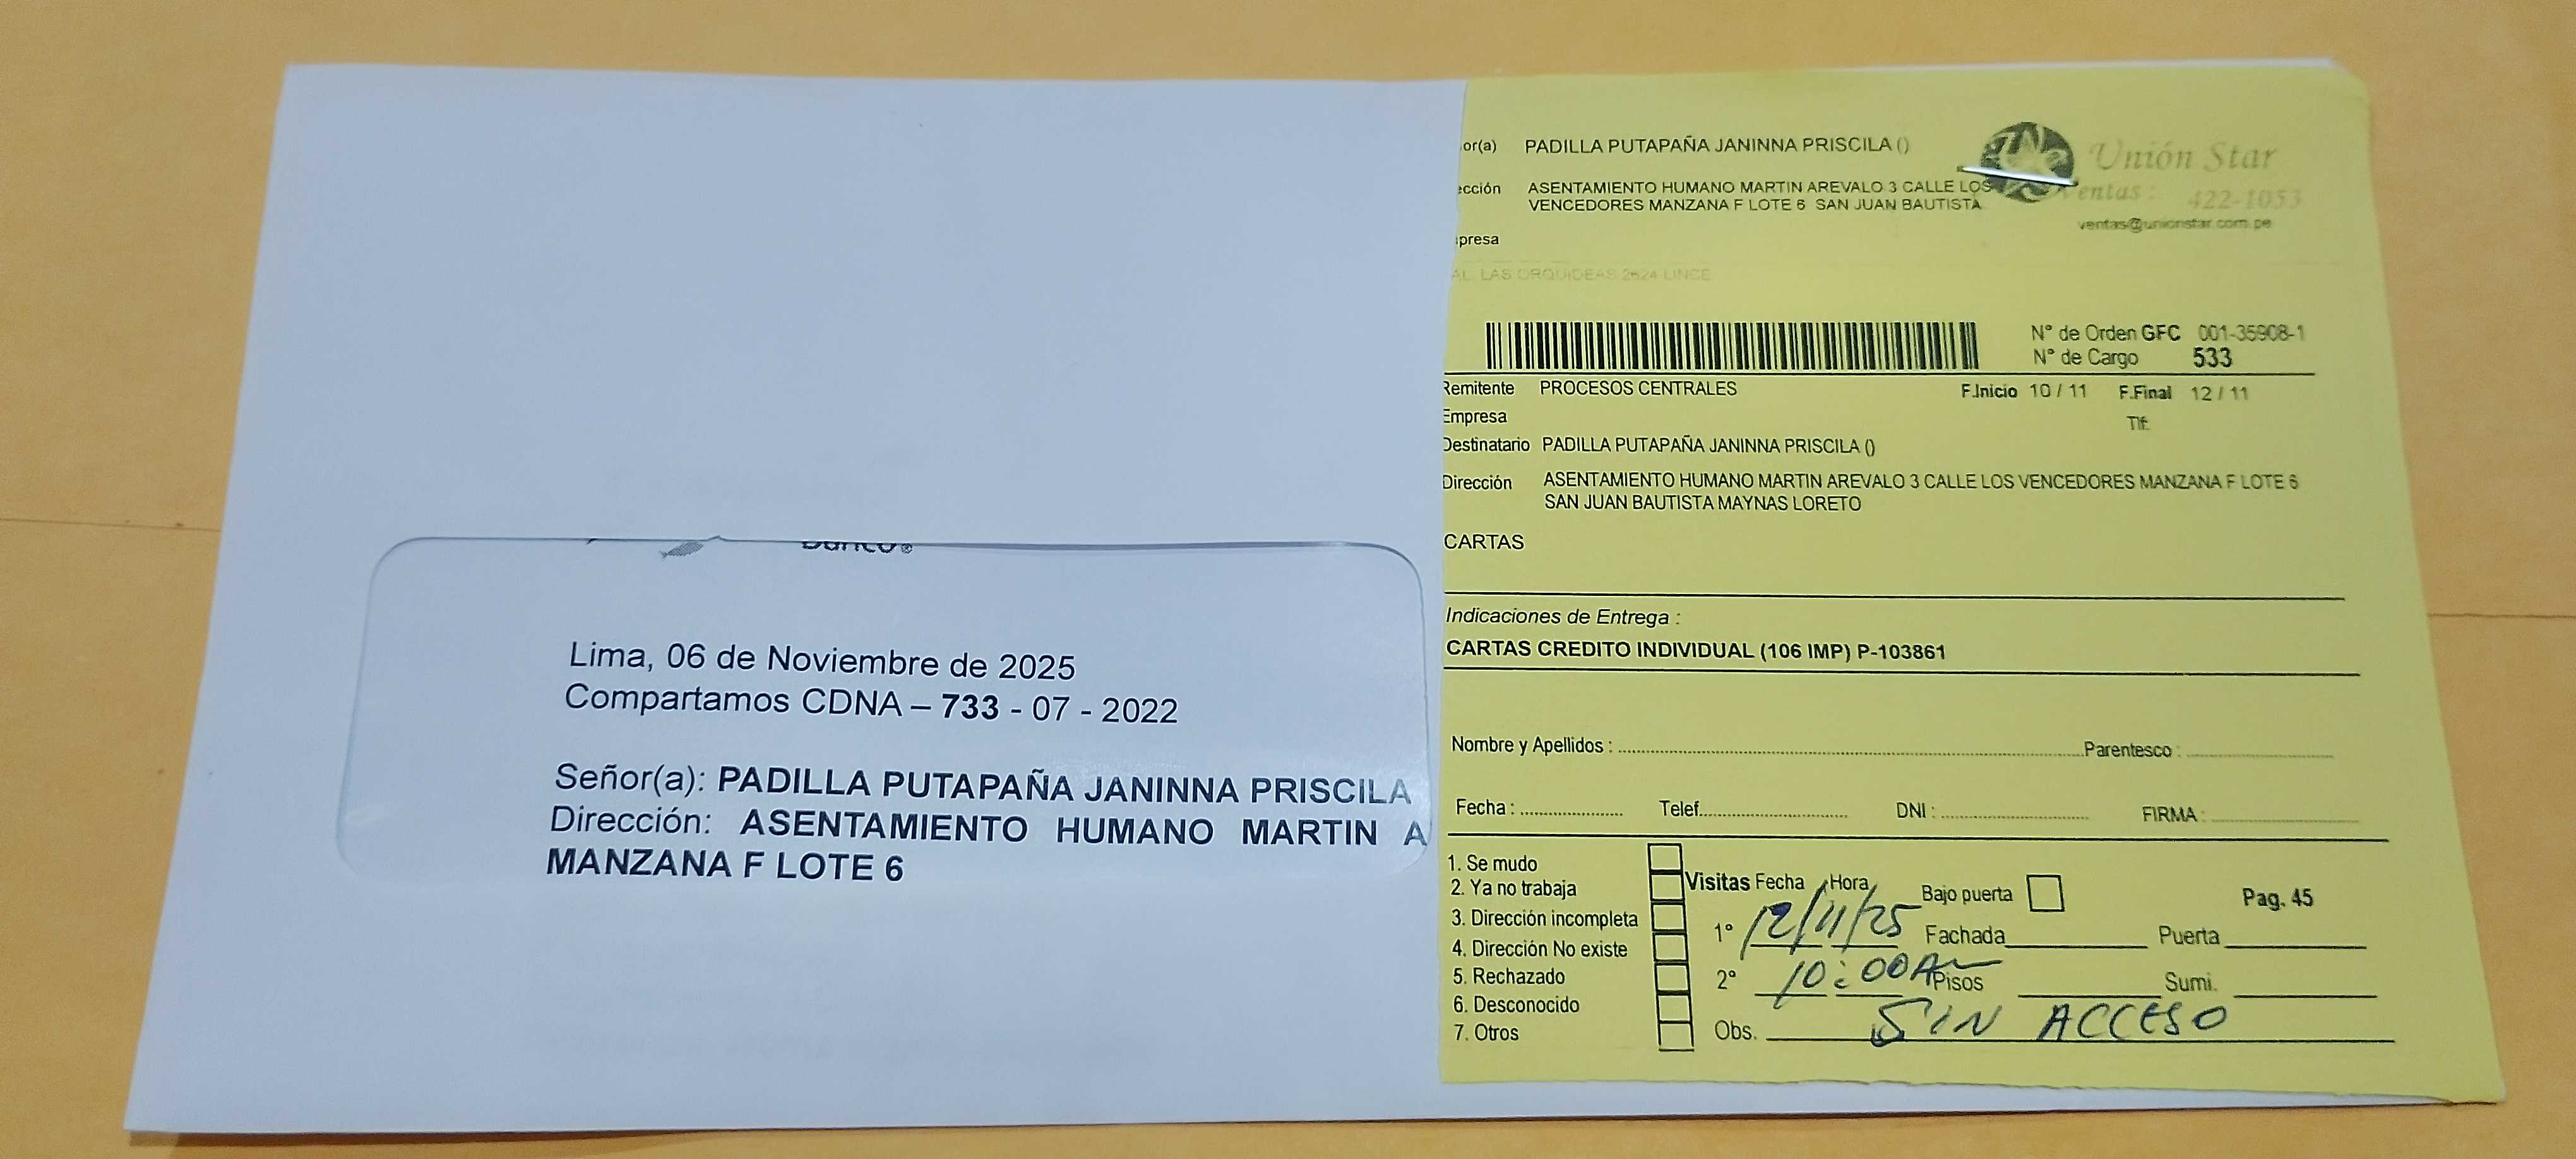 Banco®
Lima, 06 de Noviembre de 2025
Compartamos CDNA – 733 - 07 - 2022
Señor(a): PADILLA PUTAPAÑA JANINNA PRISCILA
Dirección: ASENTAMIENTO HUMANO MARTIN A
MANZANA F LOTE 6
or(a) PADILLA PUTAPAÑA JANINNA PRISCILA ()
ección ASENTAMIENTO HUMANO MARTIN AREVALO 3 CALLE LOS
VENCEDORES MANZANA F LOTE 6 SAN JUAN BAUTISTA
presa
Unión Star
Ventas : 422-1053
ventas@unionstar.com.pe
AL. LAS ORQUIDEAS 2624 LINCE
N° de Orden GFC 001-35908-1
N° de Cargo 533
Remitente PROCESOS CENTRALES F.Inicio 10 / 11 F.Final 12 / 11
Empresa Tlf:
Destinatario PADILLA PUTAPAÑA JANINNA PRISCILA ()
Dirección ASENTAMIENTO HUMANO MARTIN AREVALO 3 CALLE LOS VENCEDORES MANZANA F LOTE 6
SAN JUAN BAUTISTA MAYNAS LORETO
CARTAS
Indicaciones de Entrega :
CARTAS CREDITO INDIVIDUAL (106 IMP) P-103861
Nombre y Apellidos : Parentesco :
Fecha : Telef. DNI : FIRMA :
1. Se mudo
2. Ya no trabaja
3. Dirección incompleta
4. Dirección No existe
5. Rechazado
6. Desconocido
7. Otros
Visitas Fecha Hora Bajo puerta Pag. 45
1° 12/11/25 Fachada Puerta
2° 10:00 AM Pisos Sumi.
Obs. SIN ACCESO